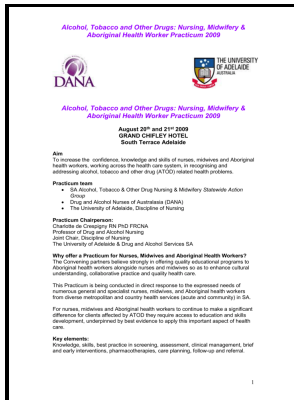 Alcohol, Tobacco and Other Drugs: Nursing, Midwifery &
Aboriginal Health Worker Practicum 2009
DANA
THE UNIVERSITY
OF ADELAIDE
AUSTRALIA
Alcohol, Tobacco and Other Drugs: Nursing, Midwifery &
Aboriginal Health Worker Practicum 2009
August 20th and 21st 2009
GRAND CHIFLEY HOTEL
South Terrace Adelaide
Aim
To increase the confidence, knowledge and skills of nurses, midwives and Aboriginal
health workers, working across the health care system, in recognising and
addressing alcohol, tobacco and other drug (ATOD) related health problems.
Practicum team
• SA Alcohol, Tobacco & Other Drug Nursing & Midwifery Statewide Action
Group
• Drug and Alcohol Nurses of Australasia (DANA)
• The University of Adelaide, Discipline of Nursing
Practicum Chairperson:
Charlotte de Crespigny RN PhD FRCNA
Professor of Drug and Alcohol Nursing
Joint Chair, Discipline of Nursing
The University of Adelaide & Drug and Alcohol Services SA
Why offer a Practicum for Nurses, Midwives and Aboriginal Health Workers?
The Convening partners believe strongly in offering quality educational programs to
Aboriginal health workers alongside nurses and midwives so as to enhance cultural
understanding, collaborative practice and quality health care.
This Practicum is being conducted in direct response to the expressed needs of
numerous general and specialist nurses, midwives, and Aboriginal health workers
from diverse metropolitan and country health services (acute and community) in SA.
For nurses, midwives and Aboriginal health workers to continue to make a significant
difference for clients affected by ATOD they require access to education and skills
development, underpinned by best evidence to apply this important aspect of health
care.
Key elements:
Knowledge, skills, best practice in screening, assessment, clinical management, brief
and early interventions, pharmacotherapies, care planning, follow-up and referral.
1